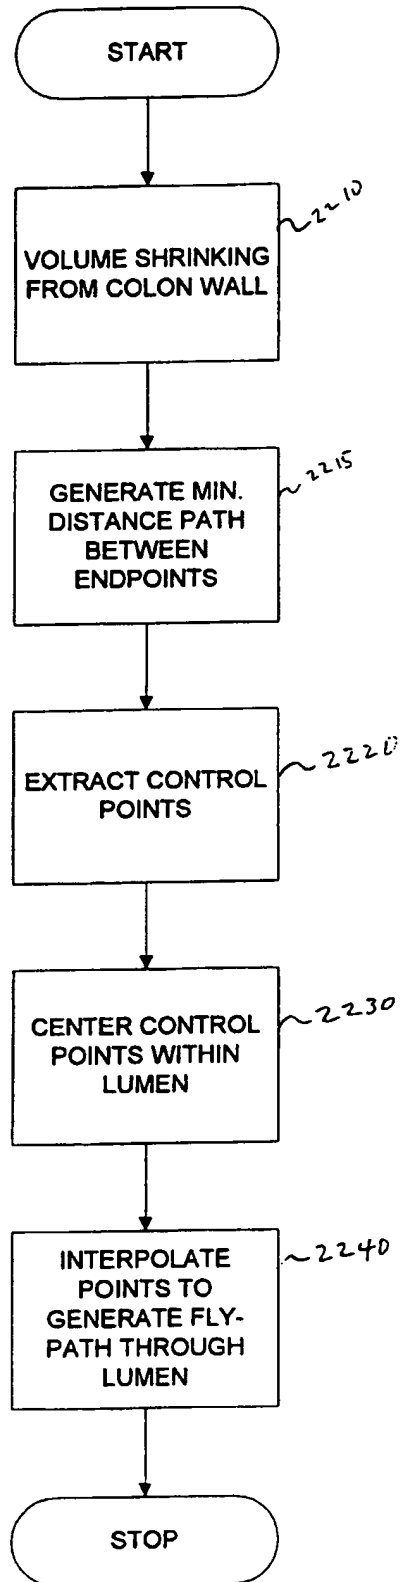 START
2210
VOLUME SHRINKING
FROM COLON WALL
2215
GENERATE MIN.
DISTANCE PATH
BETWEEN
ENDPOINTS
2220
EXTRACT CONTROL
POINTS
2230
CENTER CONTROL
POINTS WITHIN
LUMEN
2240
INTERPOLATE
POINTS TO
GENERATE FLY-
PATH THROUGH
LUMEN
STOP